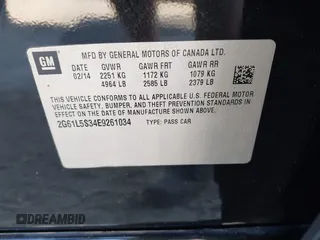 GM
MFD BY GENERAL MOTORS OF CANADA LTD.
DATE GVWR GAWR FRT GAWR RR
02/14 2251 KG 1172 KG 1079 KG
4964 LB 2585 LB 2379 LB
THIS VEHICLE CONFORMS TO ALL APPLICABLE U.S. FEDERAL MOTOR
VEHICLE SAFETY, BUMPER, AND THEFT PREVENTION STANDARDS
IN EFFECT ON THE DATE OF MANUFACTURE SHOWN ABOVE.
2G61L5S34E9261034 TYPE: PASS CAR
DREAMBID